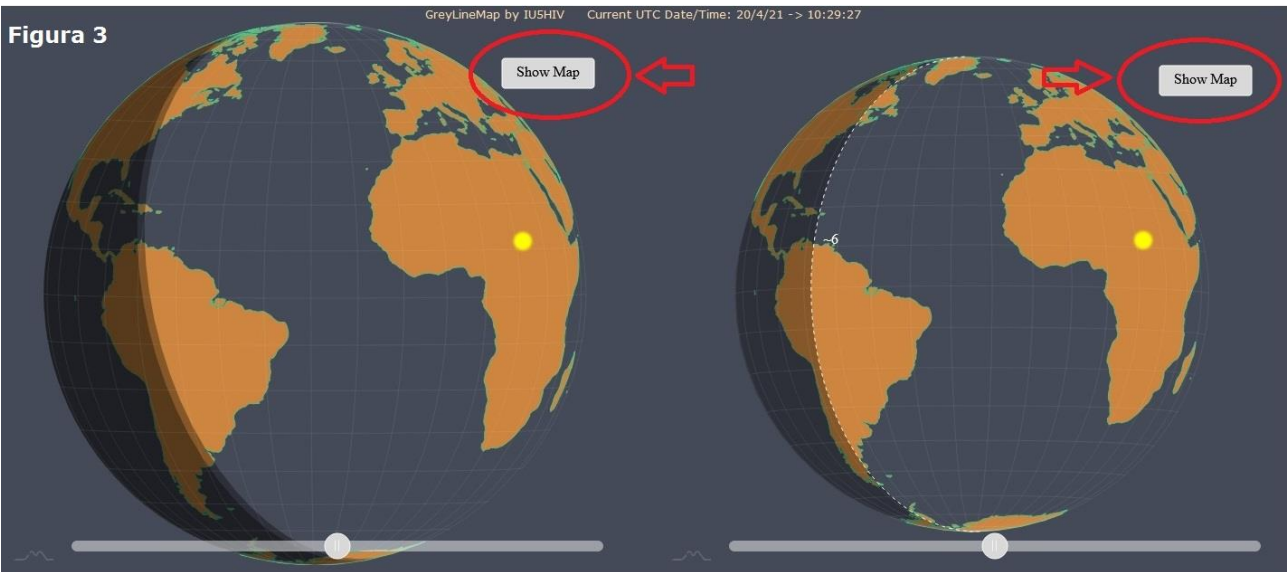 GreyLineMap by IU5HIV Current UTC Date/Time: 20/4/21 -> 10:29:27
Figura 3
Show Map
Show Map
~6